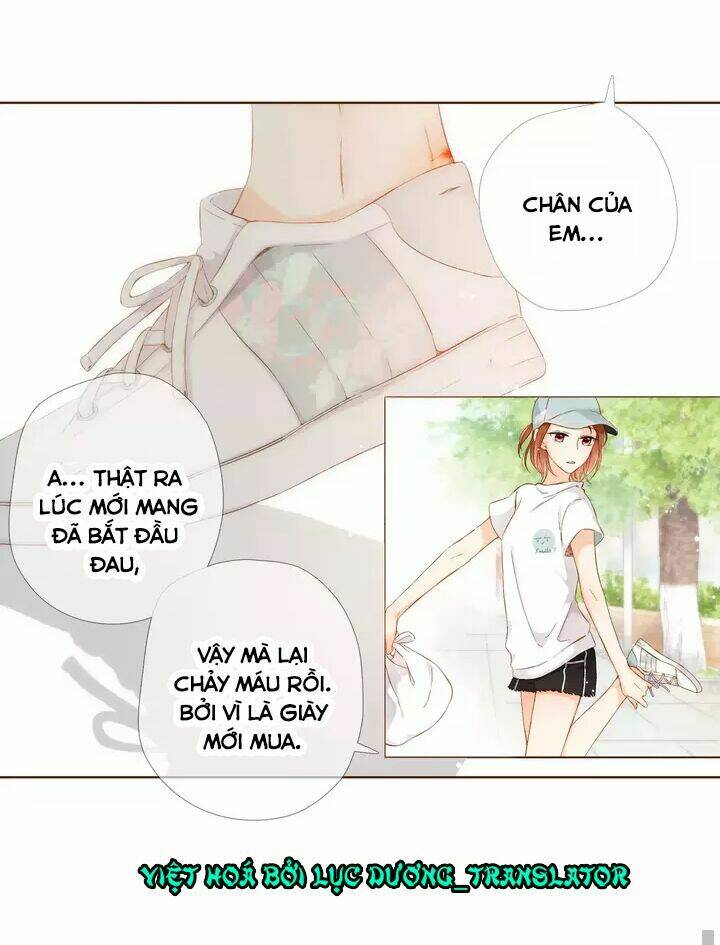 CHÂN CỦA
EM...
A... THẬT RA
LÚC MỚI MANG
ĐÃ BẮT ĐẦU
ĐAU,
VẬY MÀ LẠI
CHẢY MÁU RỒI.
BỞI VÌ LÀ GIÀY
MỚI MUA.
VIỆT HOÁ BỞI LỤC DƯƠNG_TRANSLATOR